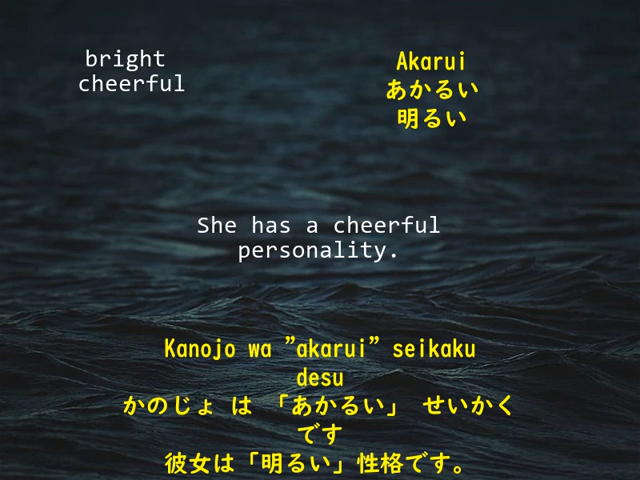 bright
cheerful
Akarui
あかるい
明るい
She has a cheerful
personality.
Kanojo wa ”akarui” seikaku
desu
かのじょ は 「あかるい」 せいかく
です
彼女は「明るい」性格です。